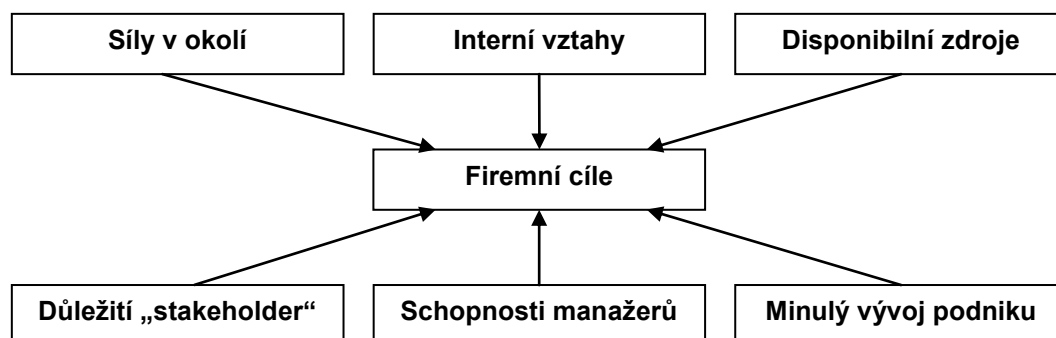 Síly v okolí
Interní vztahy
Disponibilní zdroje
Firemní cíle
Důležití „stakeholder“
Schopnosti manažerů
Minulý vývoj podniku